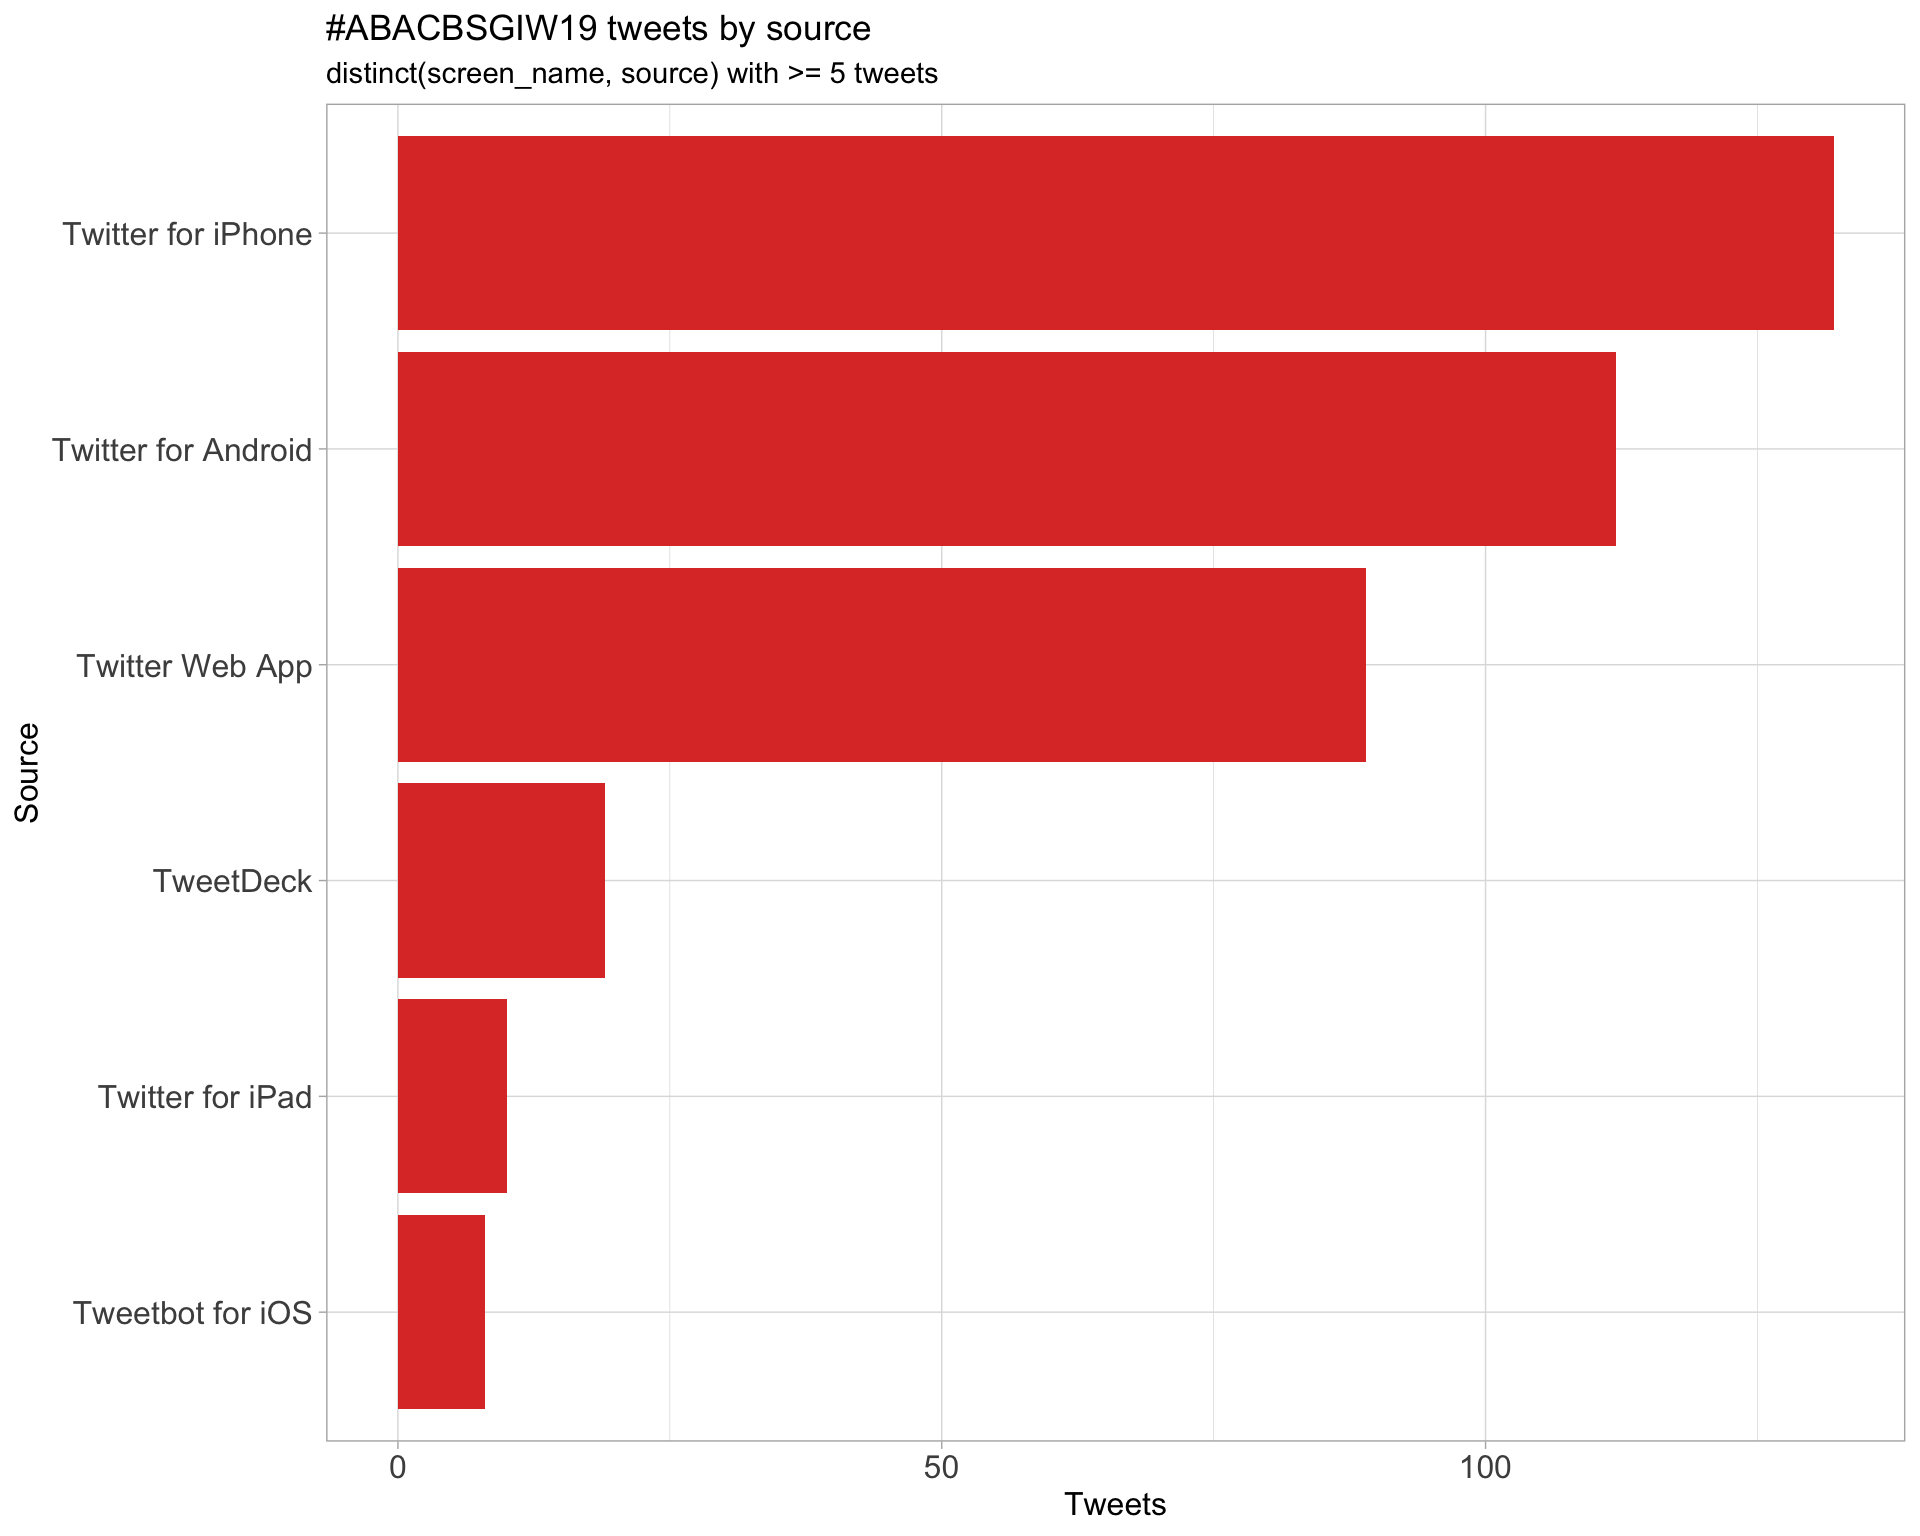 #ABACBSGIW19 tweets by source
distinct(screen_name, source) with >= 5 tweets
Twitter for iPhone
Twitter for Android
Twitter Web App
TweetDeck
Twitter for iPad
Tweetbot for iOS
Source
0 50 100
Tweets